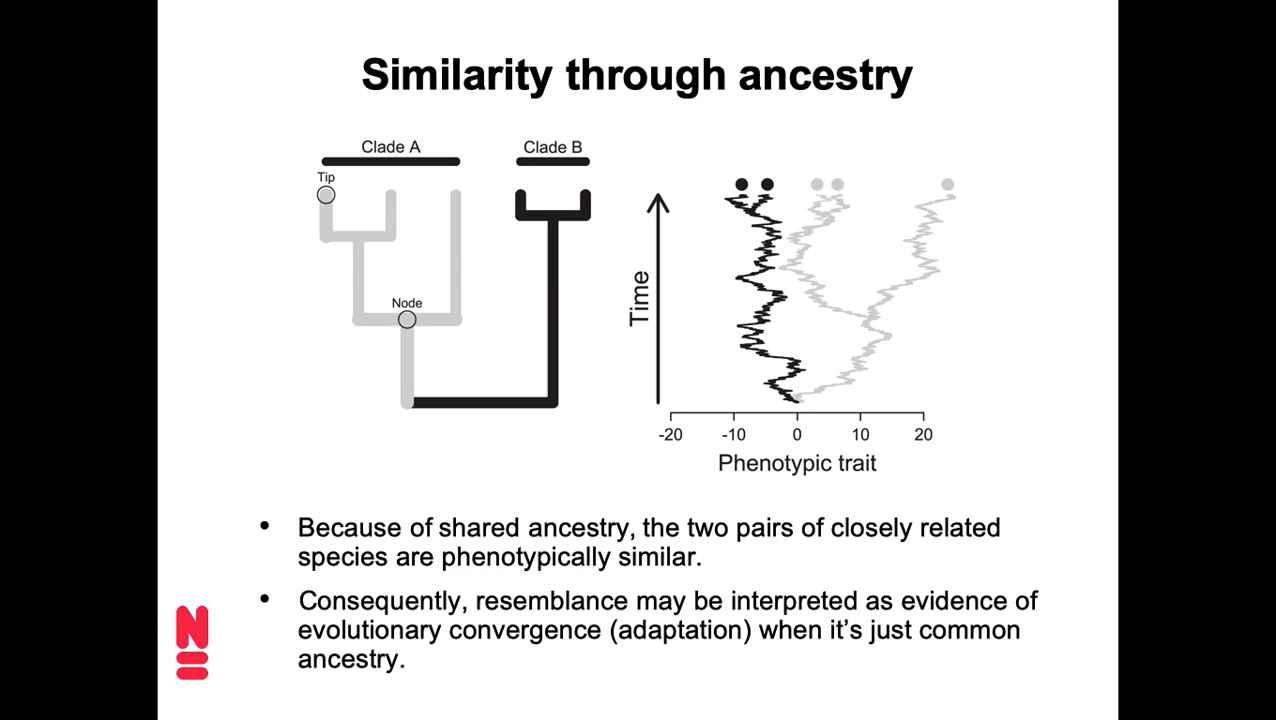 Similarity through ancestry
Clade A
Clade B
Tip
Node
Time
-20 -10 0 10 20
Phenotypic trait
• Because of shared ancestry, the two pairs of closely related
species are phenotypically similar.
• Consequently, resemblance may be interpreted as evidence of
evolutionary convergence (adaptation) when it’s just common
ancestry.